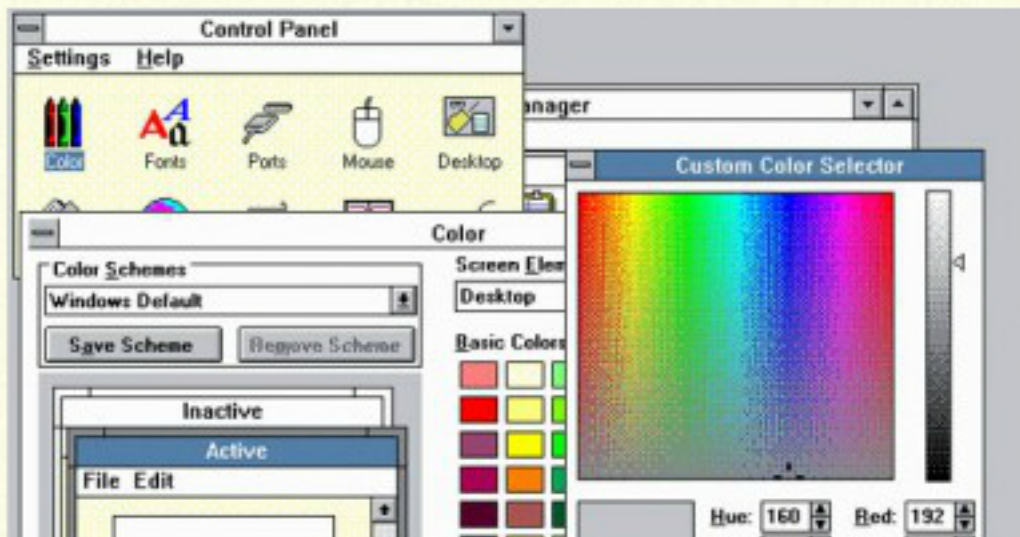 Control Panel
Settings Help
Color Fonts Ports Mouse Desktop
anager
Custom Color Selector
Color
Color Schemes
Windows Default
Save Scheme Remove Scheme
Screen Elem
Desktop
Basic Colors
Inactive
Active
File Edit
Hue: 160 Red: 192